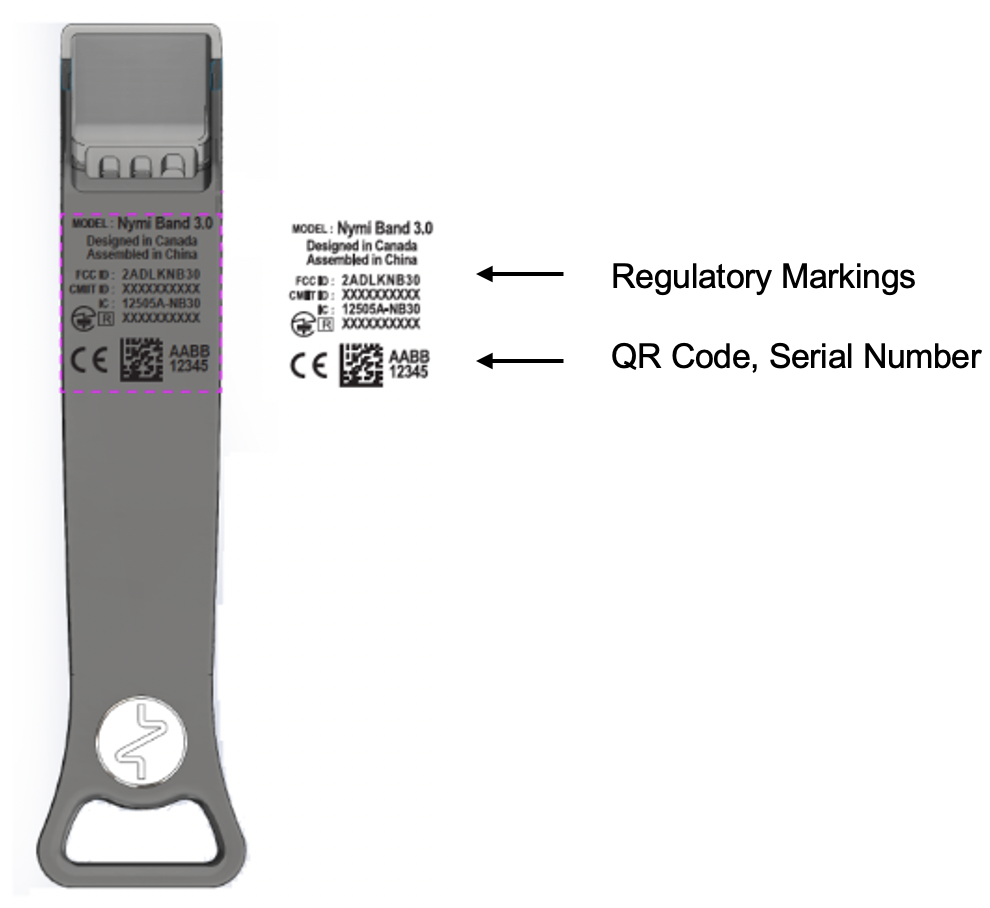 MODEL: Nymi Band 3.0
Designed in Canada
Assembled in China
FCC ID: 2ADLKNB30
CMIIT ID: XXXXXXXXXX
IC: 12505A-NB30
R XXXXXXXXXX
CE AABB
12345
MODEL: Nymi Band 3.0
Designed in Canada
Assembled in China
FCC ID: 2ADLKNB30
CMIIT ID: XXXXXXXXXX
IC: 12505A-NB30
R XXXXXXXXXX
CE AABB
12345
Regulatory Markings
QR Code, Serial Number